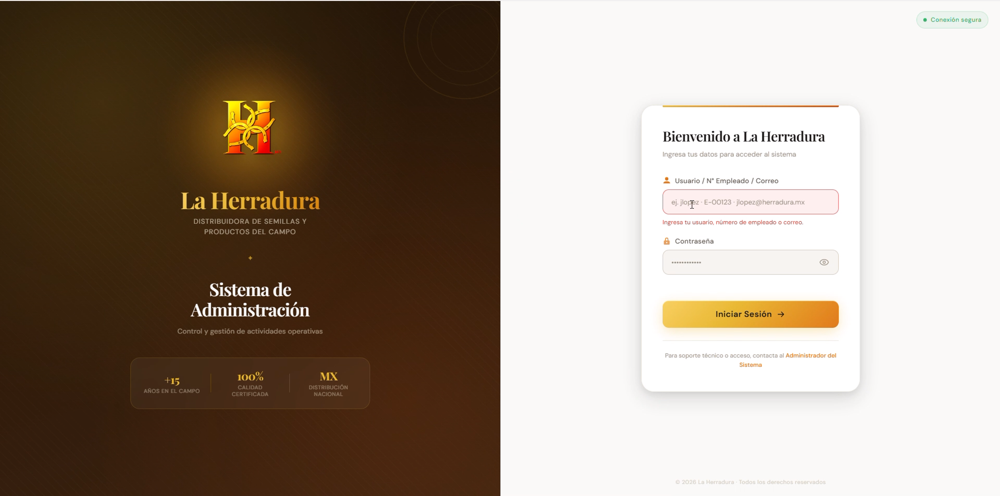 La Herradura
DISTRIBUIDORA DE SEMILLAS Y
PRODUCTOS DEL CAMPO
Sistema de
Administración
Control y gestión de actividades operativas
+15
AÑOS EN EL CAMPO
100%
CALIDAD
CERTIFICADA
MX
DISTRIBUCIÓN
NACIONAL
Conexión segura
Bienvenido a La Herradura
Ingresa tus datos para acceder al sistema
Usuario / N° Empleado / Correo
ej. jlopez · E-00123 · jlopez@herradura.mx
Ingresa tu usuario, número de empleado o correo.
Contraseña
••••••••••••
Iniciar Sesión →
Para soporte técnico o acceso, contacta al Administrador del
Sistema
© 2026 La Herradura · Todos los derechos reservados